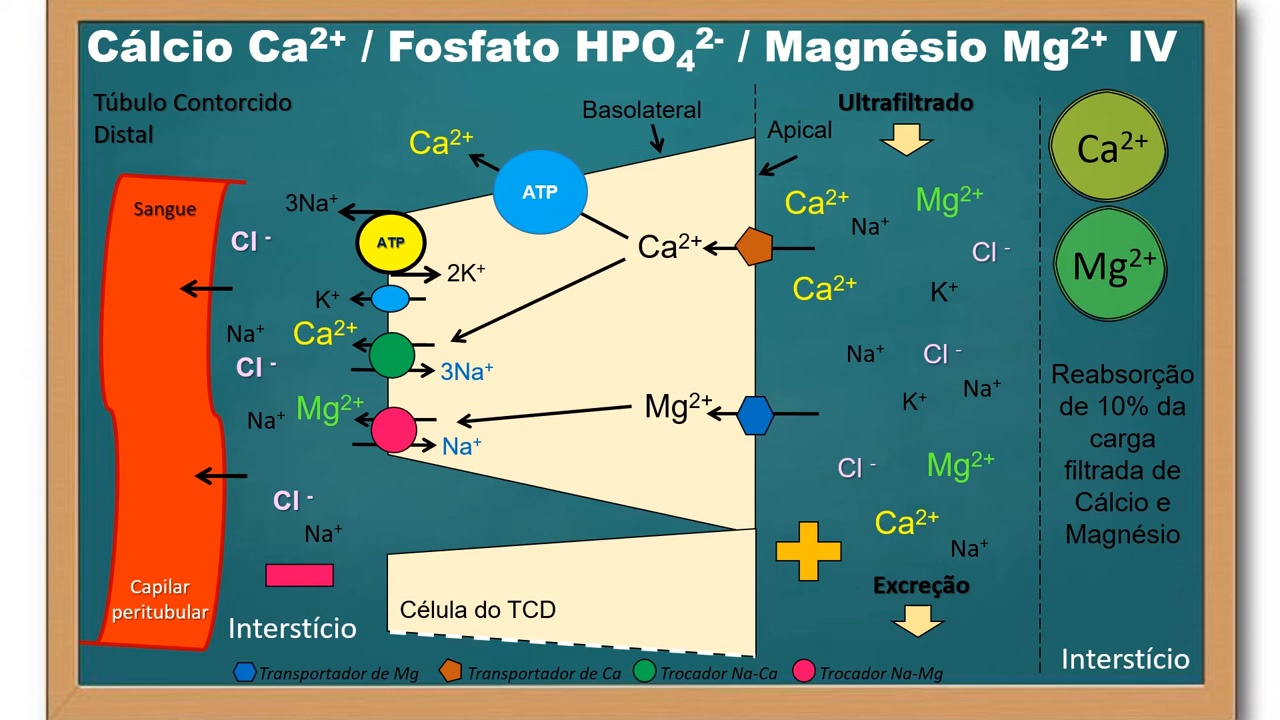 Cálcio Ca²⁺ / Fosfato HPO₄²⁻ / Magnésio Mg²⁺ IV
Túbulo Contorcido
Distal
Basolateral
Apical
Ultrafiltrado
Ca²⁺
ATP
Ca²⁺
Mg²⁺
Na⁺
Cl ⁻
Ca²⁺
K⁺
Na⁺
Cl ⁻
K⁺
Na⁺
Cl ⁻
Mg²⁺
Ca²⁺
Na⁺
Excreção
Sangue
3Na⁺
Cl ⁻
ATP
2K⁺
K⁺
Na⁺
Ca²⁺
Cl ⁻
3Na⁺
Na⁺
Mg²⁺
Na⁺
Cl ⁻
Na⁺
Ca²⁺
Mg²⁺
Capilar
peritubular
Interstício
Célula do TCD
Ca²⁺
Mg²⁺
Reabsorção
de 10% da
carga
filtrada de
Cálcio e
Magnésio
Interstício
Transportador de Mg
Transportador de Ca
Trocador Na-Ca
Trocador Na-Mg